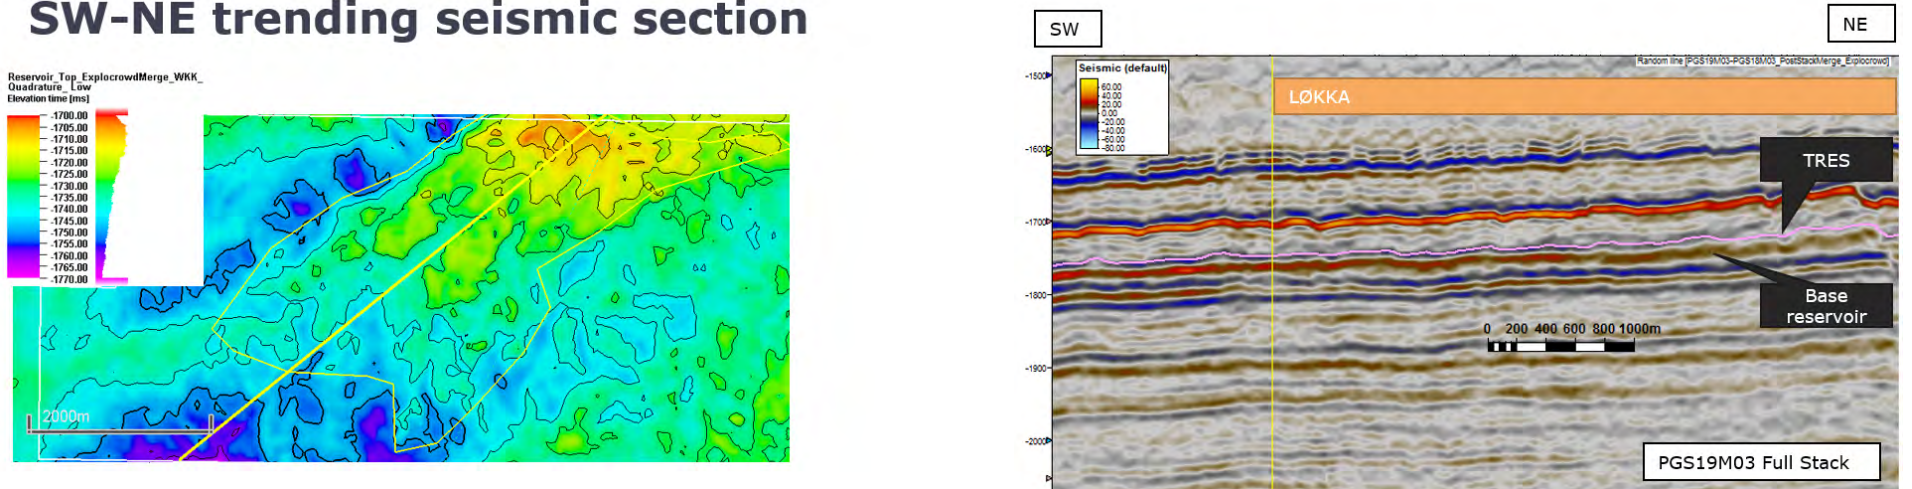 SW-NE trending seismic section
Reservoir_Top_ExplocrowdMerge_WKK_
Quadrature_ Low
Elevation time [ms]
-1700.00
-1705.00
-1710.00
-1715.00
-1720.00
-1725.00
-1730.00
-1735.00
-1740.00
-1745.00
-1750.00
-1755.00
-1760.00
-1765.00
-1770.00
2000m
SW
NE
Random line [PGS19M03-PGS18M03_PostStackMerge_Explocrowd]
Seismic (default)
60.00
40.00
20.00
0.00
-20.00
-40.00
-60.00
-80.00
-1500
-1600
-1700
-1800
-1900
-2000
LØKKA
TRES
Base
reservoir
0 200 400 600 800 1000m
PGS19M03 Full Stack